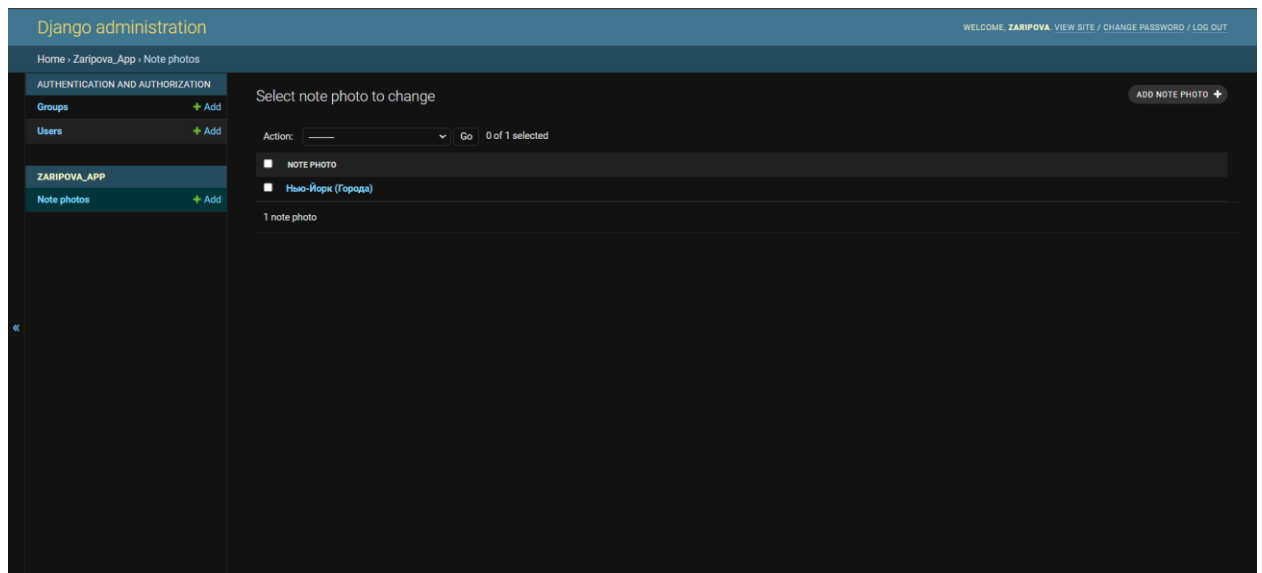 Django administration
WELCOME, ZARIPOVA. VIEW SITE / CHANGE PASSWORD / LOG OUT
Home › Zaripova_App › Note photos
AUTHENTICATION AND AUTHORIZATION
Groups + Add
Users + Add
ZARIPOVA_APP
Note photos + Add
«
Select note photo to change
ADD NOTE PHOTO +
Action: --------- Go 0 of 1 selected
NOTE PHOTO
Нью-Йорк (Города)
1 note photo